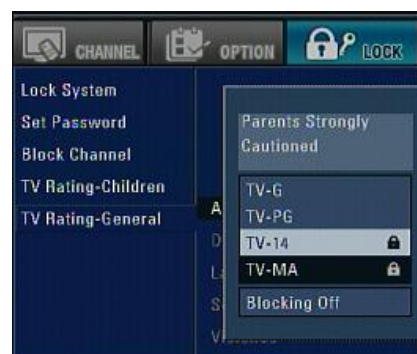 CHANNEL OPTION LOCK
Lock System
Set Password
Block Channel
TV Rating-Children
TV Rating-General
Parents Strongly
Cautioned
TV-G
TV-PG
TV-14
TV-MA
Blocking Off